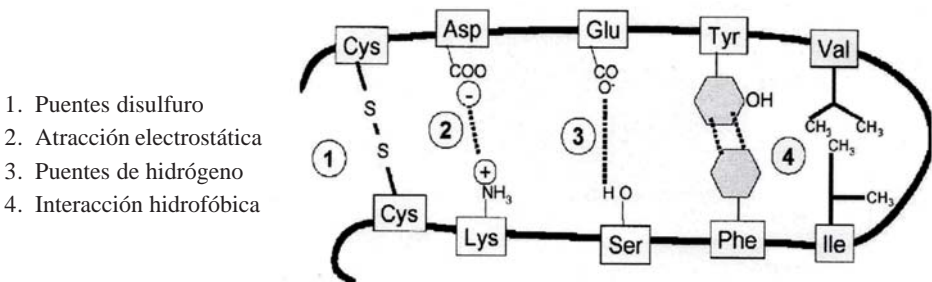 1. Puentes disulfuro
2. Atracción electrostática
3. Puentes de hidrógeno
4. Interacción hidrofóbica
Cys Asp Glu Tyr Val
COO
-
CO
O-
OH
CH3 CH3
S
S
1 2 3 4
CH3
+
NH3
H O
CH3
Cys Lys Ser Phe Ile